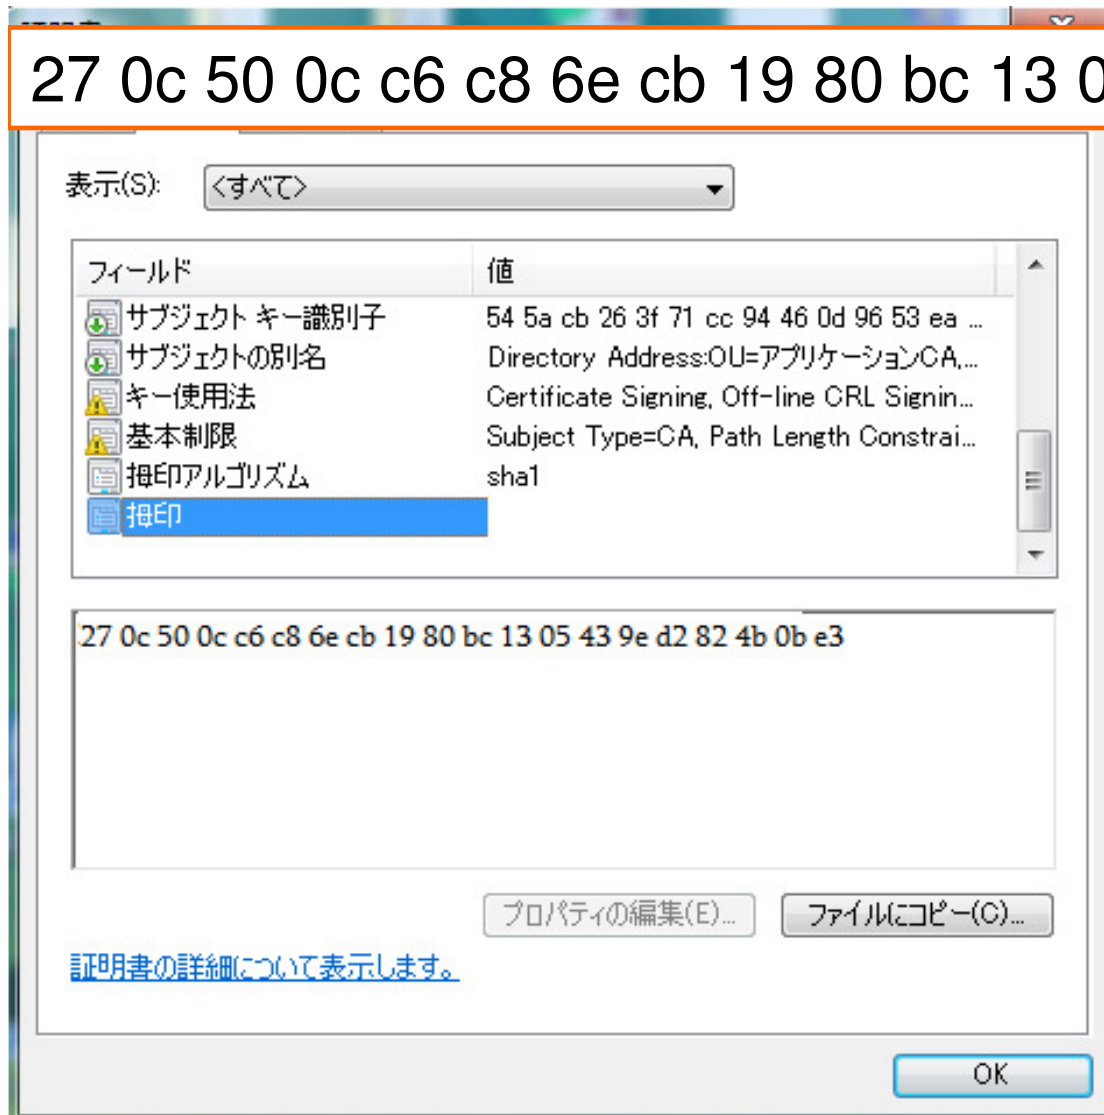 27 0c 50 0c c6 c8 6e cb 19 80 bc 13 0
表示(S): <すべて>
フィールド 値
サブジェクト キー識別子 54 5a cb 26 3f 71 cc 94 46 0d 96 53 ea ...
サブジェクトの別名 Directory Address:OU=アプリケーションCA,...
キー使用法 Certificate Signing, Off-line CRL Signin...
基本制限 Subject Type=CA, Path Length Constrai...
拇印アルゴリズム sha1
拇印
27 0c 50 0c c6 c8 6e cb 19 80 bc 13 05 43 9e d2 82 4b 0b e3
プロパティの編集(E)... ファイルにコピー(C)...
証明書の詳細について表示します。
OK